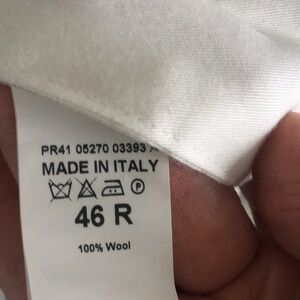 PR41 05270 03393 A
MADE IN ITALY
P
46 R
100% Wool